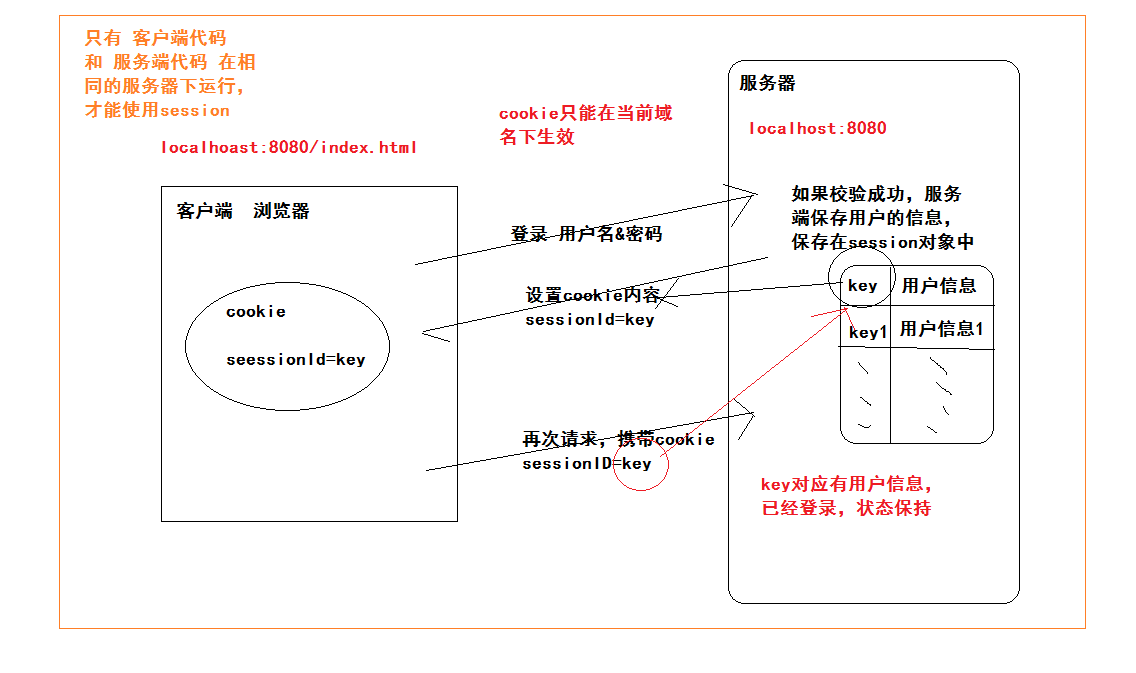 只有 客户端代码
和 服务端代码 在相
同的服务器下运行，
才能使用session
cookie只能在当前域
名下生效
localhoast:8080/index.html
服务器
localhost:8080
客户端 浏览器
登录 用户名&密码
如果校验成功，服务
端保存用户的信息，
保存在session对象中
设置cookie内容
sessionId=key
key 用户信息
key1 用户信息1
cookie
seessionId=key
再次请求，携带cookie
sessionID=key
key对应有用户信息，
已经登录，状态保持